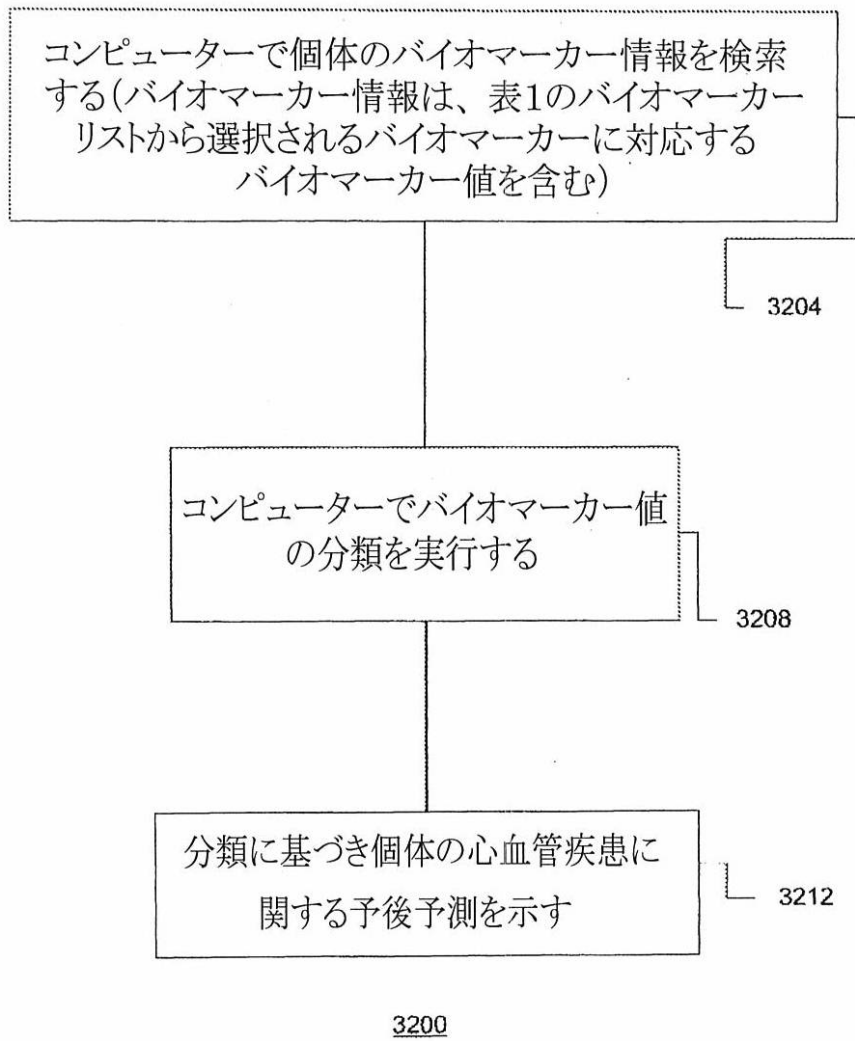 コンピューターで個体のバイオマーカー情報を検索
する(バイオマーカー情報は、表1のバイオマーカー
リストから選択されるバイオマーカーに対応する
バイオマーカー値を含む)
3204
コンピューターでバイオマーカー値
の分類を実行する
3208
分類に基づき個体の心血管疾患に
関する予後予測を示す
3212
3200